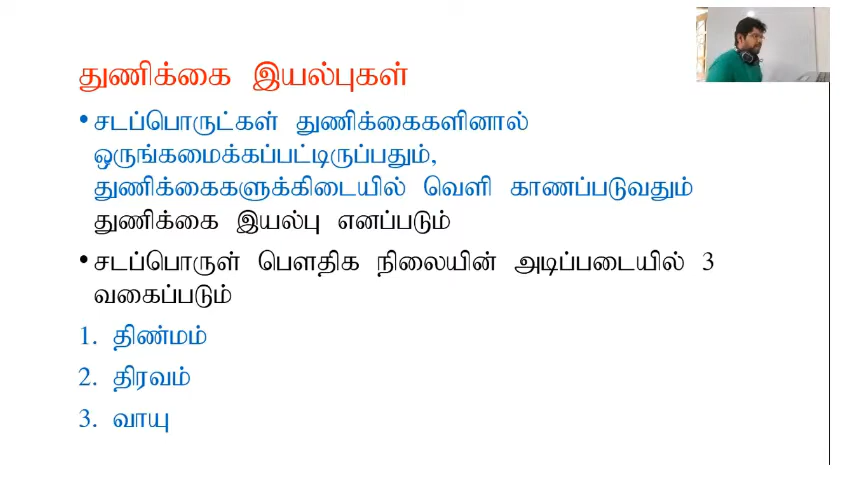 துணிக்கை இயல்புகள்
•சடப்பொருட்கள் துணிக்கைகளினால்
ஒருங்கமைக்கப்பட்டிருப்பதும்,
துணிக்கைகளுக்கிடையில் வெளி காணப்படுவதும்
துணிக்கை இயல்பு எனப்படும்
•சடப்பொருள் பௌதிக நிலையின் அடிப்படையில் 3
வகைப்படும்
1. திண்மம்
2. திரவம்
3. வாயு